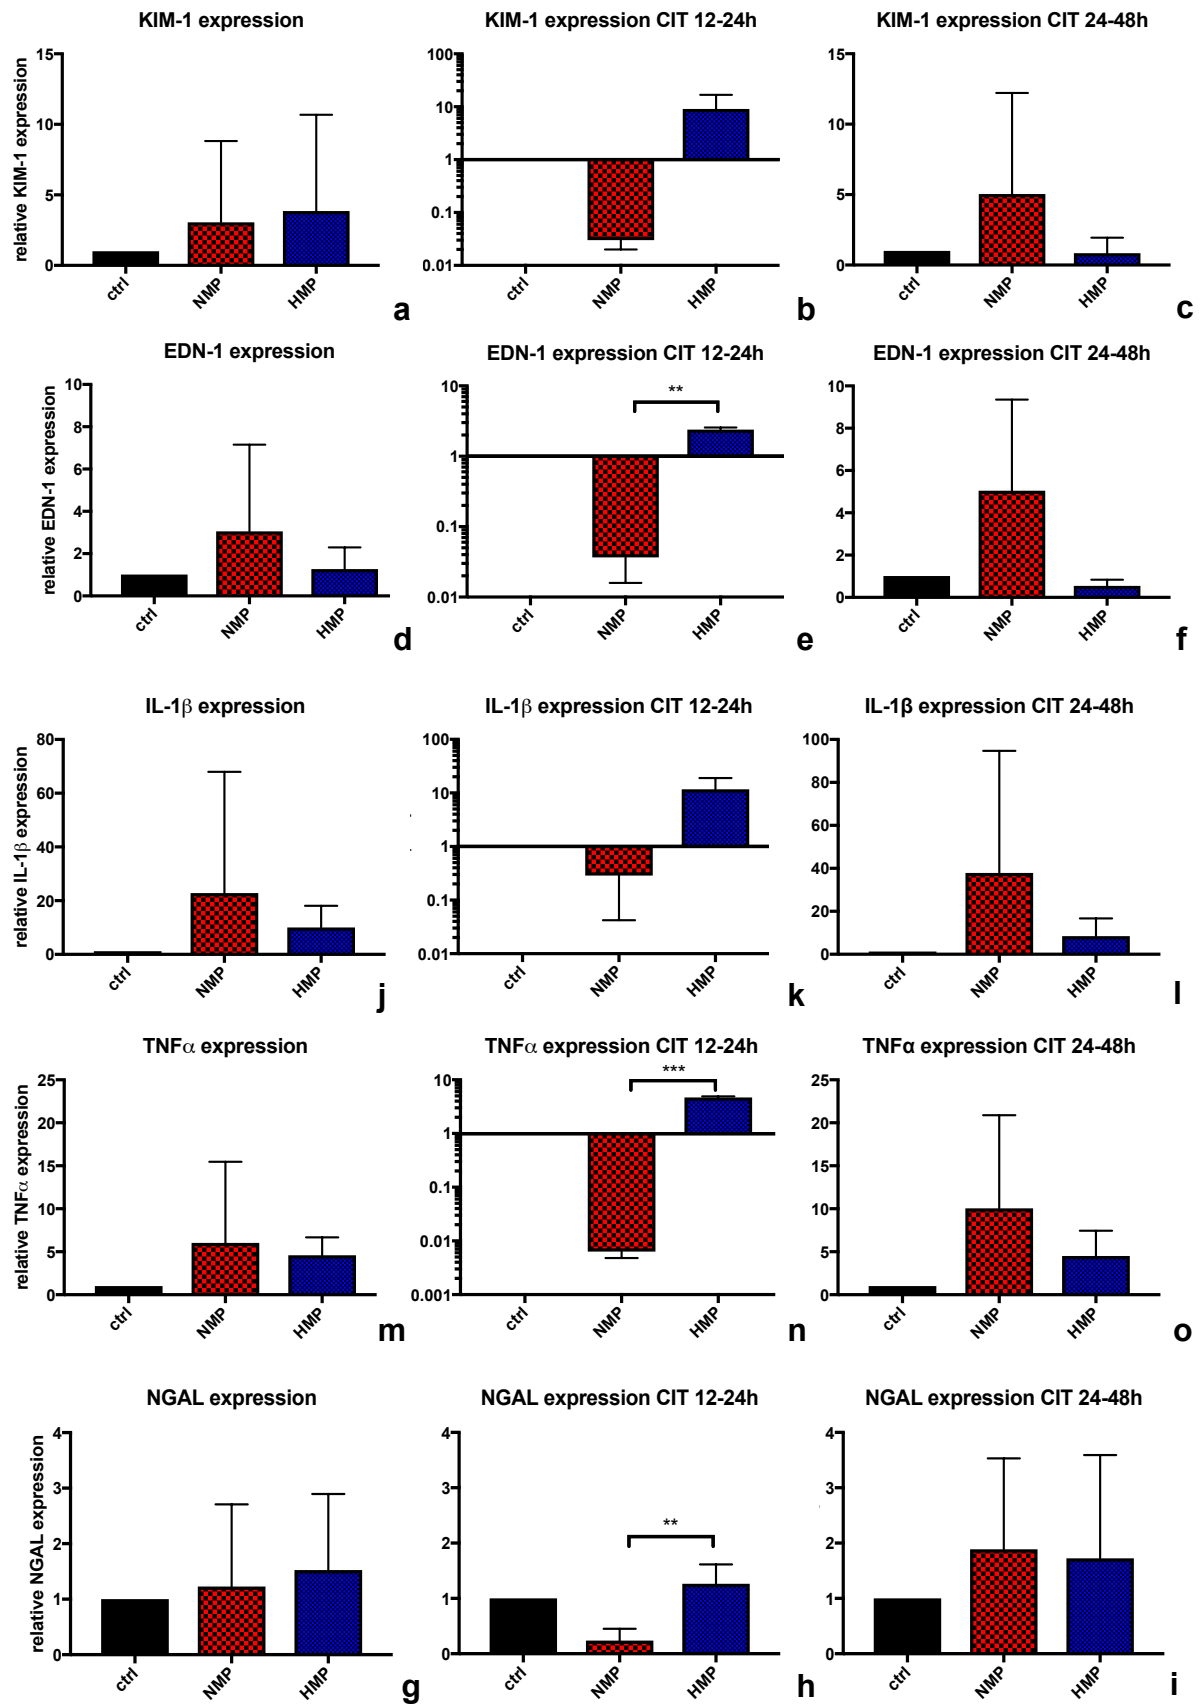 KIM-1 expression
relative KIM-1 expression
15
10
5
0
ctrl
NMP
HMP
a
KIM-1 expression CIT 12-24h
100
10
1
0.1
0.01
ctrl
NMP
HMP
b
KIM-1 expression CIT 24-48h
15
10
5
0
ctrl
NMP
HMP
c
EDN-1 expression
relative EDN-1 expression
10
8
6
4
2
0
ctrl
NMP
HMP
d
EDN-1 expression CIT 12-24h
**
10
1
0.1
0.01
ctrl
NMP
HMP
e
EDN-1 expression CIT 24-48h
10
8
6
4
2
0
ctrl
NMP
HMP
f
IL-1β expression
relative IL-1β expression
80
60
40
20
0
ctrl
NMP
HMP
j
IL-1β expression CIT 12-24h
100
10
1
0.1
0.01
ctrl
NMP
HMP
k
IL-1β expression CIT 24-48h
100
80
60
40
20
0
ctrl
NMP
HMP
l
TNFα expression
relative TNFα expression
25
20
15
10
5
0
ctrl
NMP
HMP
m
TNFα expression CIT 12-24h
***
10
1
0.1
0.01
0.001
ctrl
NMP
HMP
n
TNFα expression CIT 24-48h
25
20
15
10
5
0
ctrl
NMP
HMP
o
NGAL expression
relative NGAL expression
4
3
2
1
0
ctrl
NMP
HMP
g
NGAL expression CIT 12-24h
4
3
2
1
0
**
ctrl
NMP
HMP
h
NGAL expression CIT 24-48h
4
3
2
1
0
ctrl
NMP
HMP
i